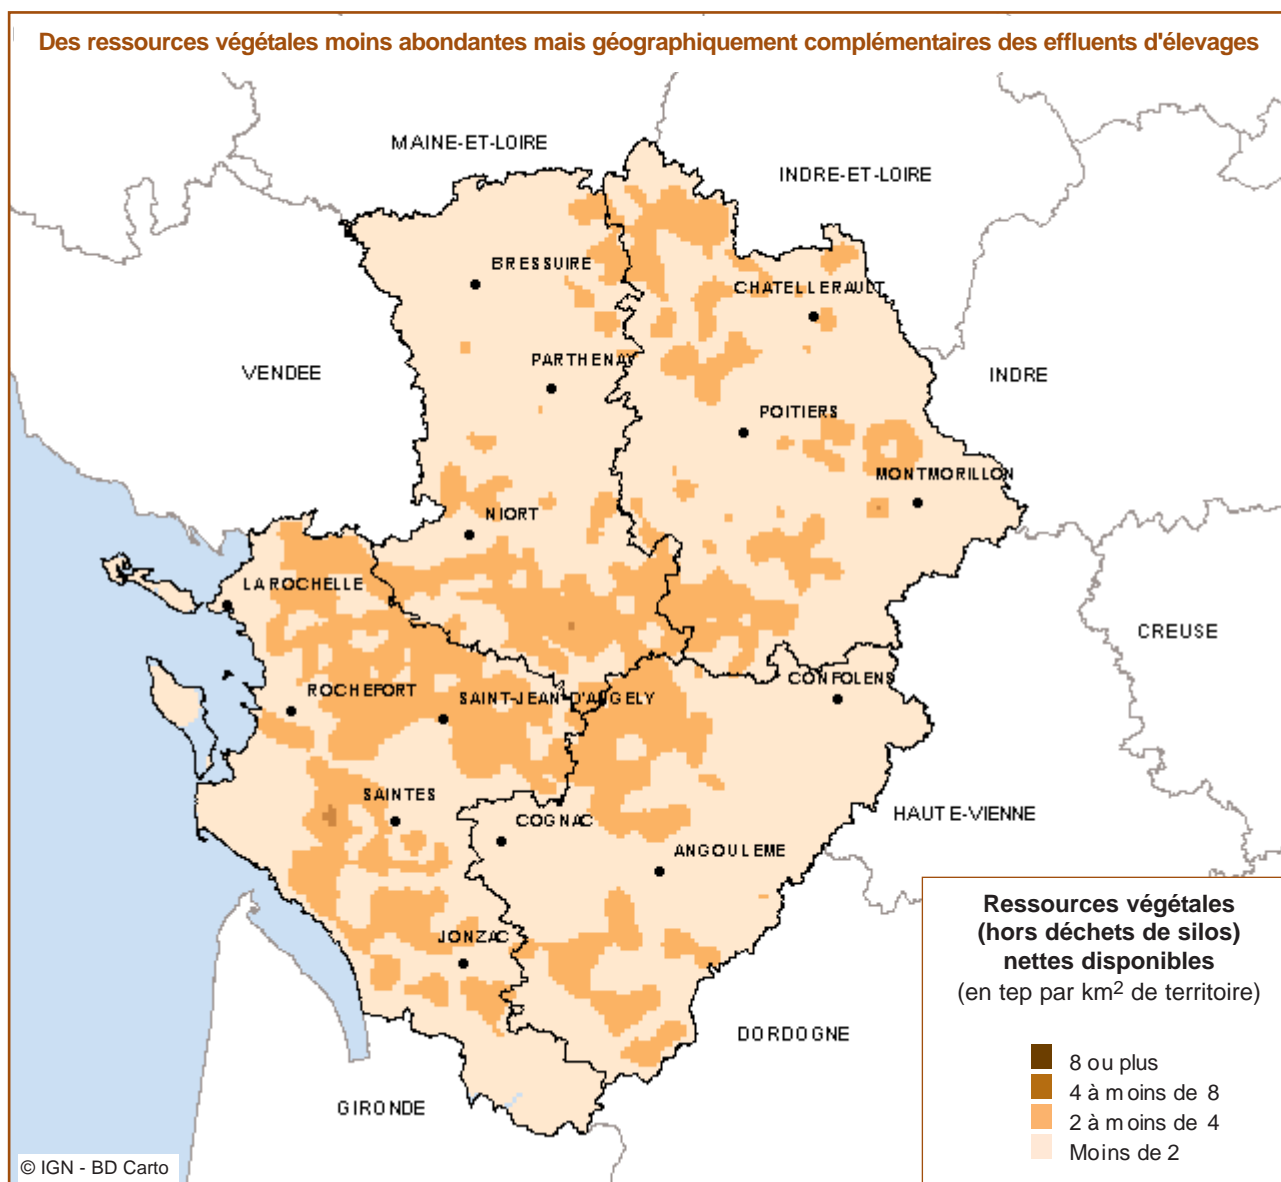 Des ressources végétales moins abondantes mais géographiquement complémentaires des effluents d'élevages
MAINE-ET-LOIRE
INDRE-ET-LOIRE
BRESSUIRE
CHATELLERAULT
VENDEE
PARTHENAY
INDRE
POITIERS
MONTMORILLON
NIORT
LA ROCHELLE
CREUSE
ROCHEFORT
SAINT-JEAN-D'ANGELY
CONFOLENS
SAINTES
COGNAC
HAUTE-VIENNE
ANGOULEME
JONZAC
DORDOGNE
GIRONDE
Ressources végétales
(hors déchets de silos)
nettes disponibles
(en tep par km² de territoire)
8 ou plus
4 à moins de 8
2 à moins de 4
Moins de 2
© IGN - BD Carto